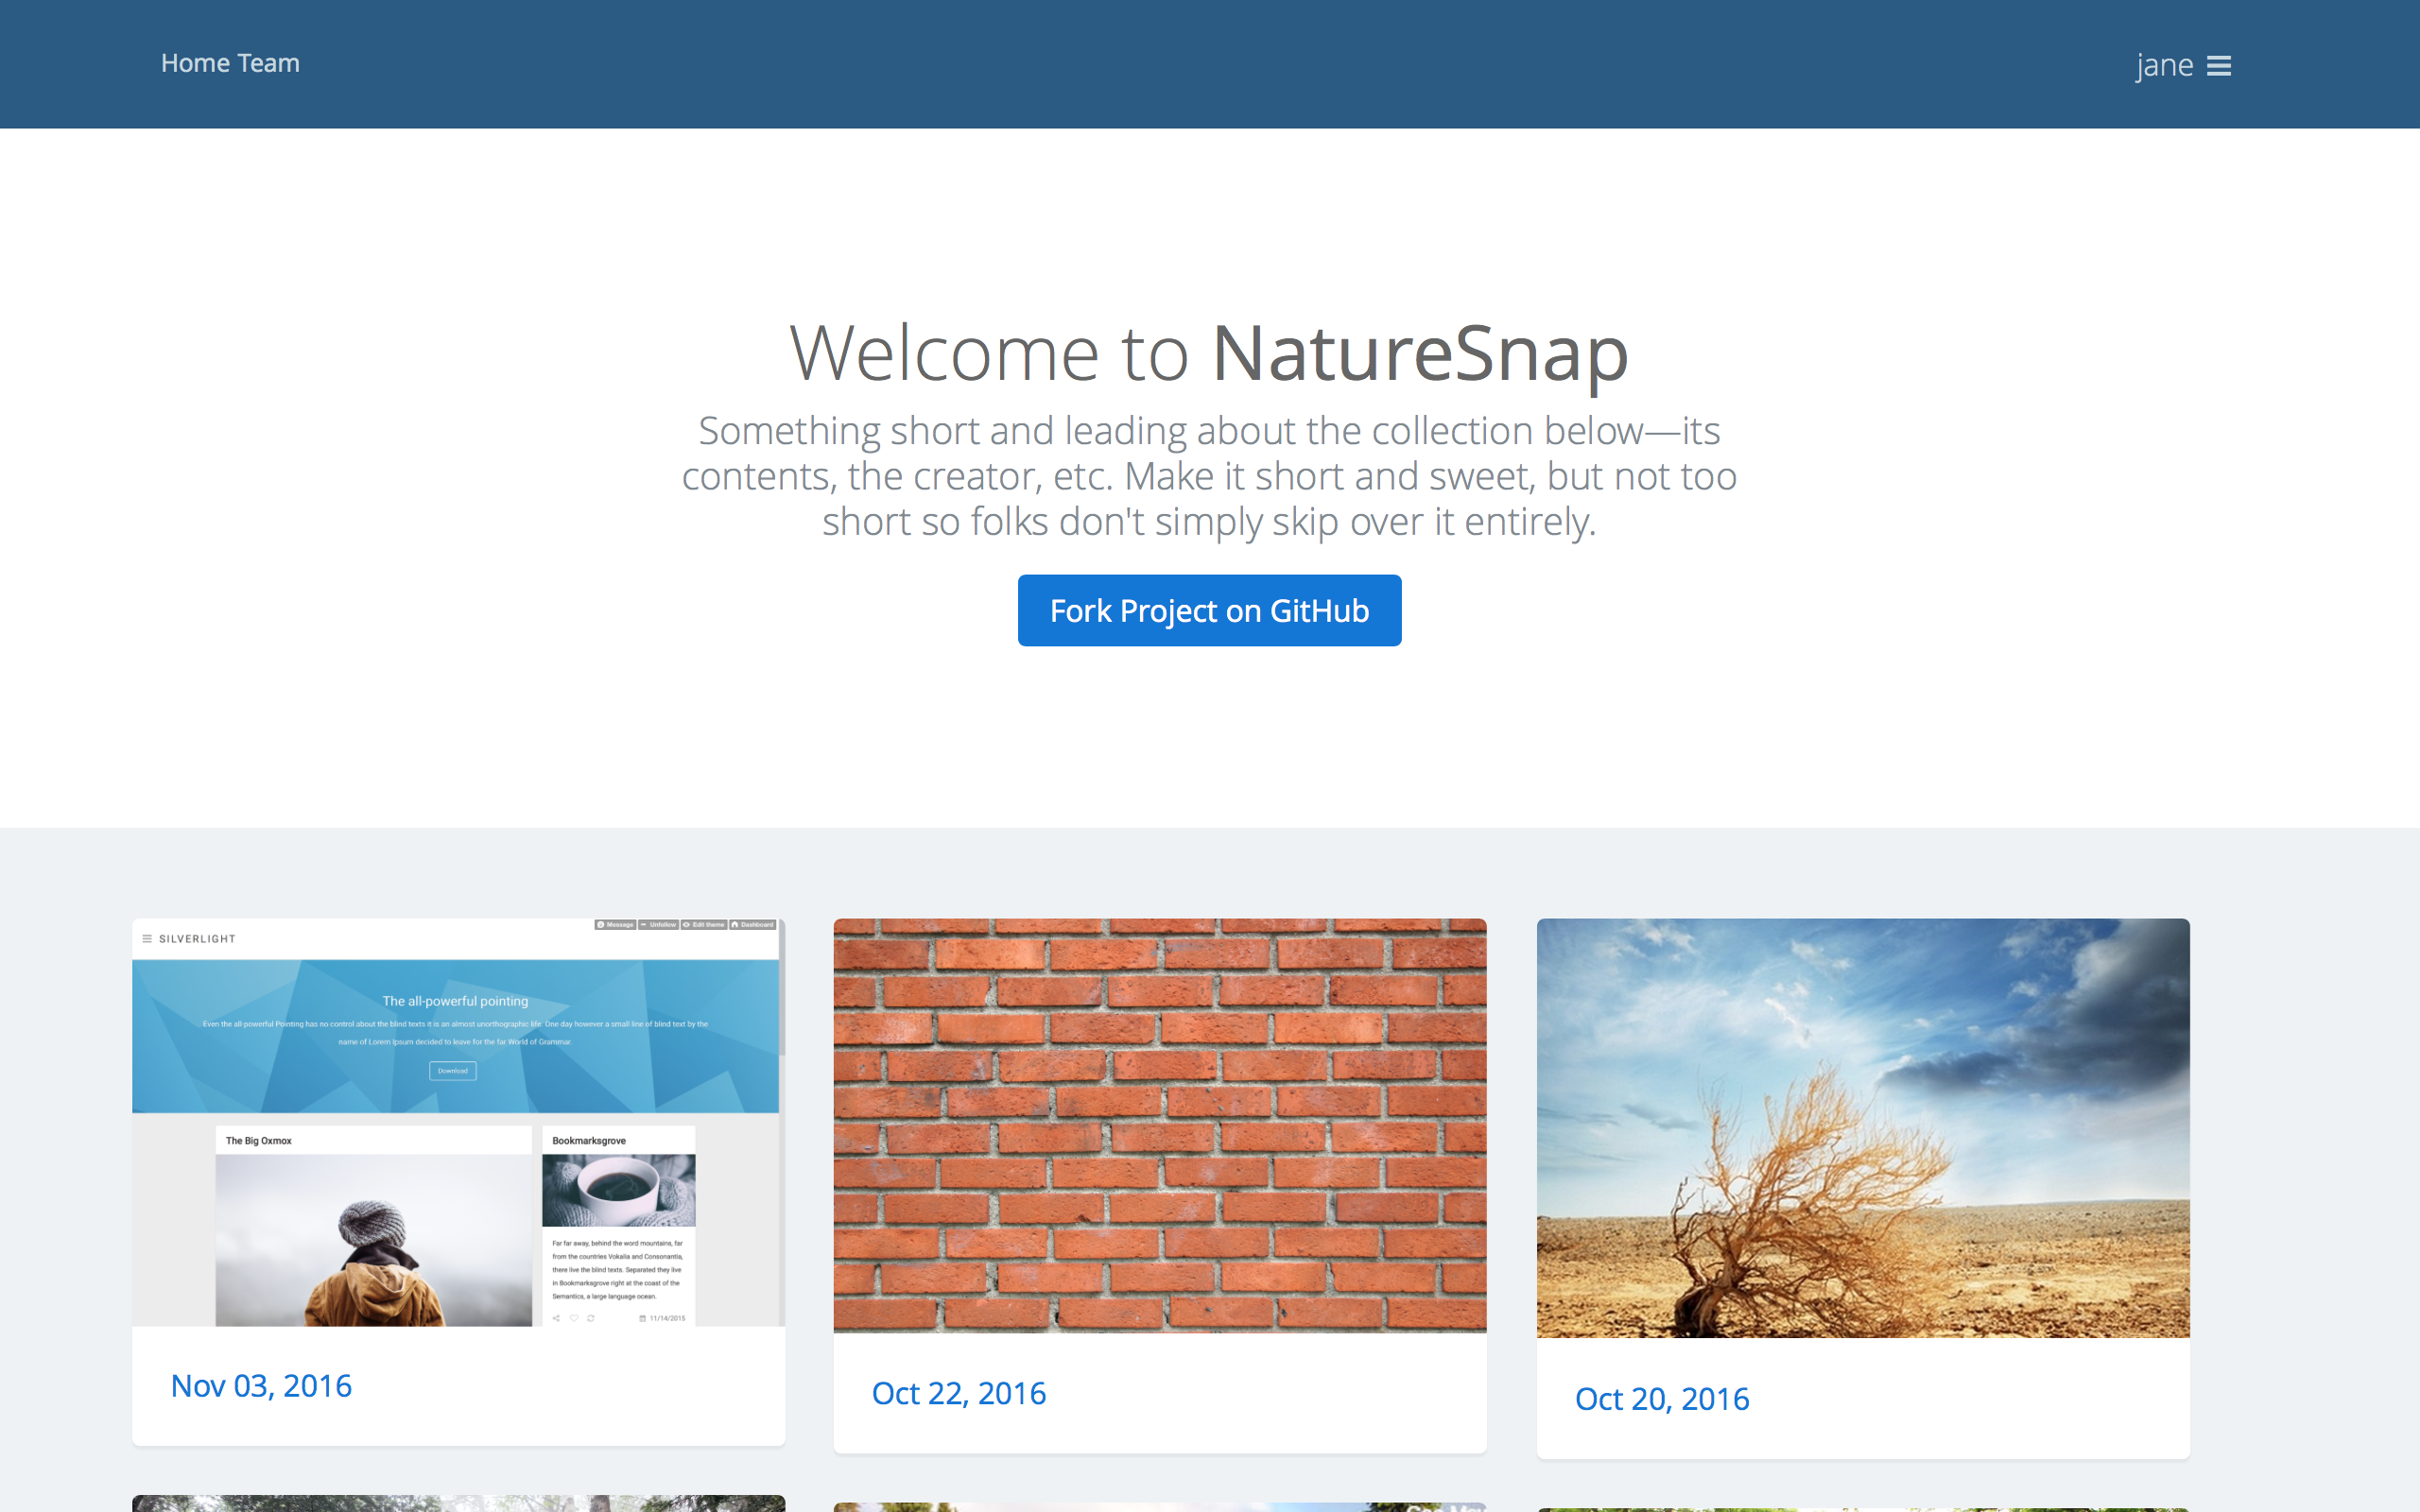 Home Team
jane
Welcome to NatureSnap
Something short and leading about the collection below—its
contents, the creator, etc. Make it short and sweet, but not too
short so folks don't simply skip over it entirely.
Fork Project on GitHub
Message Unfollow Edit theme Dashboard
SILVERLIGHT
The all-powerful pointing
Even the all-powerful Pointing has no control about the blind texts it is an almost unorthographic life. One day however a small line of blind text by the
name of Lorem Ipsum decided to leave for the far World of Grammar.
Download
The Big Oxmox
Bookmarksgrove
Far far away, behind the word mountains, far
from the countries Vokalia and Consonantia,
there live the blind texts. Separated they live
in Bookmarksgrove right at the coast of the
Semantics, a large language ocean.
11/14/2015
Nov 03, 2016
Oct 22, 2016
Oct 20, 2016